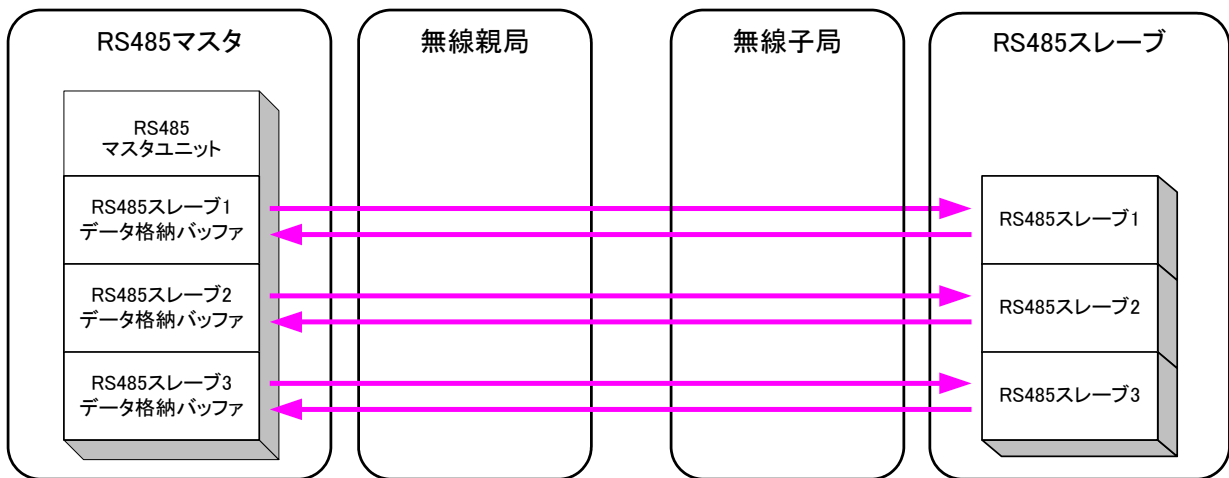 RS485マスタ
無線親局
無線子局
RS485スレーブ
RS485
マスタユニット
RS485スレーブ1
データ格納バッファ
RS485スレーブ2
データ格納バッファ
RS485スレーブ3
データ格納バッファ
RS485スレーブ1
RS485スレーブ2
RS485スレーブ3